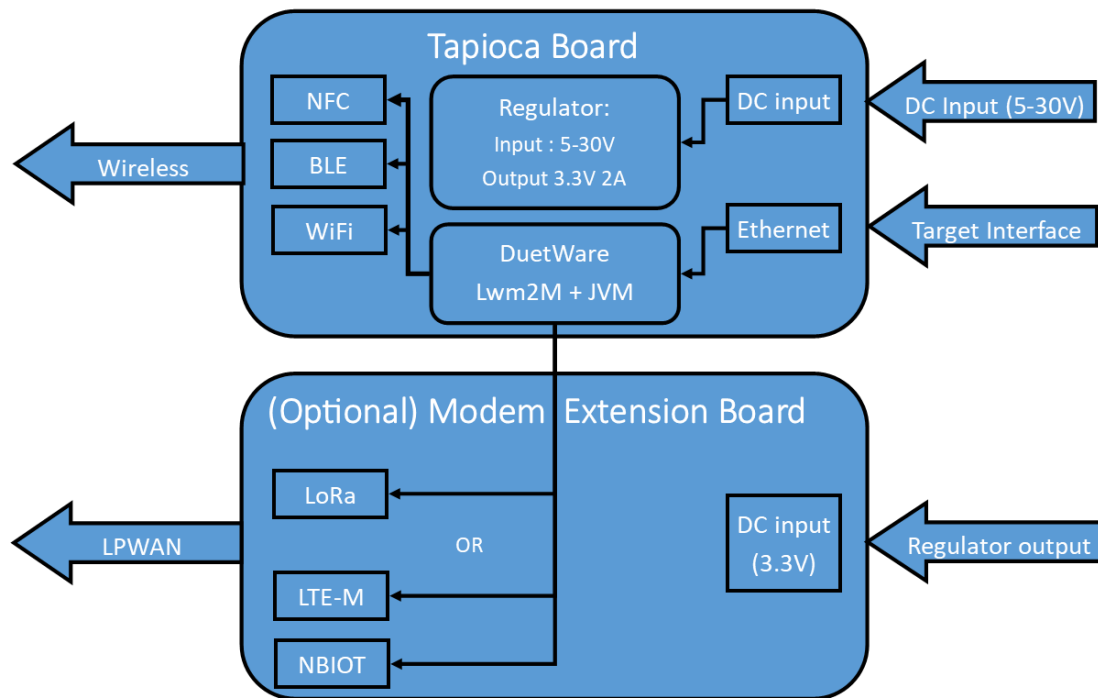 Tapioca Board
NFC
BLE
WiFi
Regulator:
Input : 5-30V
Output 3.3V 2A
DuetWare
Lwm2M + JVM
DC input
Ethernet
DC Input (5-30V)
Target Interface
Wireless
(Optional) Modem Extension Board
LoRa
OR
LTE-M
NBIOT
DC input
(3.3V)
Regulator output
LPWAN